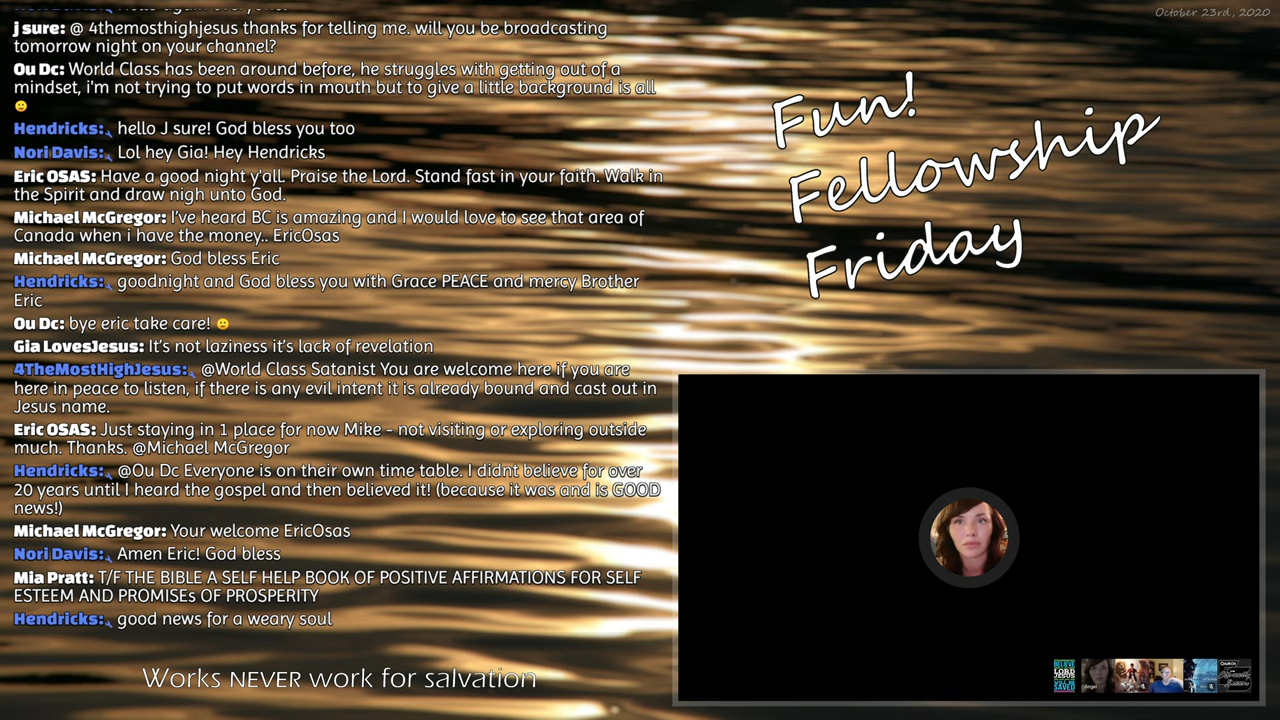 October 23rd, 2020
j sure: @ 4themosthighjesus thanks for telling me. will you be broadcasting
tomorrow night on your channel?
Ou Dc: World Class has been around before, he struggles with getting out of a
mindset, i'm not trying to put words in mouth but to give a little background is all
🙂
Hendricks: hello J sure! God bless you too
Nori Davis: Lol hey Gia! Hey Hendricks
Eric OSAS: Have a good night y'all. Praise the Lord. Stand fast in your faith. Walk in
the Spirit and draw nigh unto God.
Michael McGregor: I've heard BC is amazing and I would love to see that area of
Canada when i have the money.. EricOsas
Michael McGregor: God bless Eric
Hendricks: goodnight and God bless you with Grace PEACE and mercy Brother
Eric
Ou Dc: bye eric take care! 🙂
Gia LovesJesus: It's not laziness it's lack of revelation
4TheMostHighJesus: @World Class Satanist You are welcome here if you are
here in peace to listen, if there is any evil intent it is already bound and cast out in
Jesus name.
Eric OSAS: Just staying in 1 place for now Mike - not visiting or exploring outside
much. Thanks. @Michael McGregor
Hendricks: @Ou Dc Everyone is on their own time table. I didnt believe for over
20 years until I heard the gospel and then believed it! (because it was and is GOOD
news!)
Michael McGregor: Your welcome EricOsas
Nori Davis: Amen Eric! God bless
Mia Pratt: T/F THE BIBLE A SELF HELP BOOK OF POSITIVE AFFIRMATIONS FOR SELF
ESTEEM AND PROMISEs OF PROSPERITY
Hendricks: good news for a weary soul
Works NEVER work for salvation
Fun!
Fellowship
Friday
BELIEVE
LORD
JESUS
SAVED
Angel
CHURCH